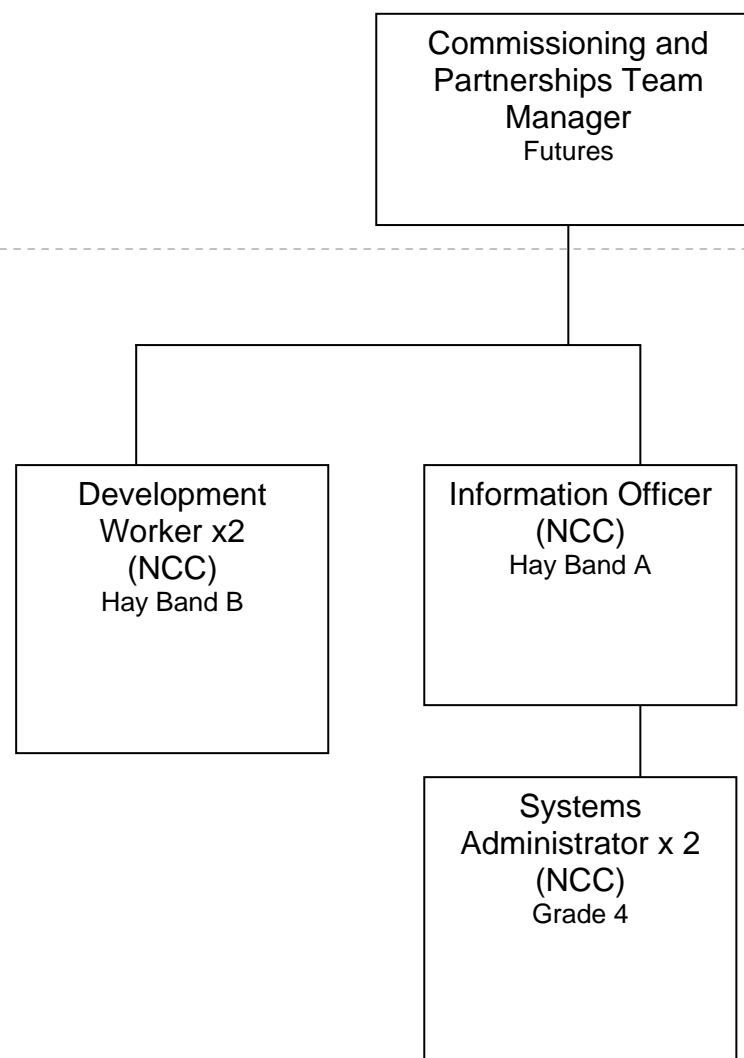 Commissioning and
Partnerships Team
Manager
Futures
Development
Worker x2
(NCC)
Hay Band B
Information Officer
(NCC)
Hay Band A
Systems
Administrator x 2
(NCC)
Grade 4